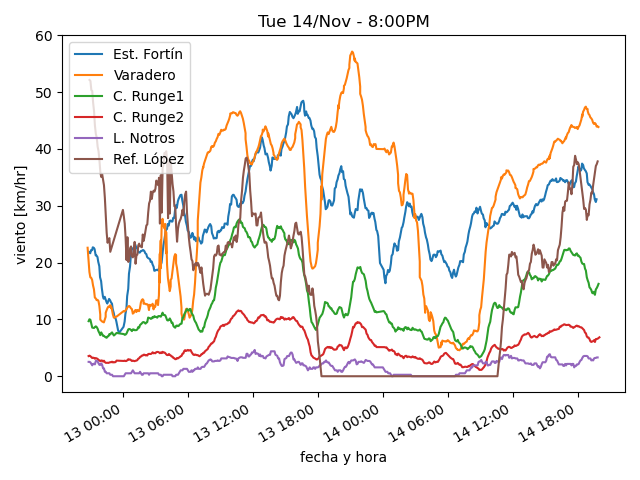 Tue 14/Nov - 8:00PM
Est. Fortín
Varadero
C. Runge1
C. Runge2
L. Notros
Ref. López
viento [km/hr]
60
50
40
30
20
10
0
13 00:00
13 06:00
13 12:00
13 18:00
14 00:00
14 06:00
14 12:00
14 18:00
fecha y hora